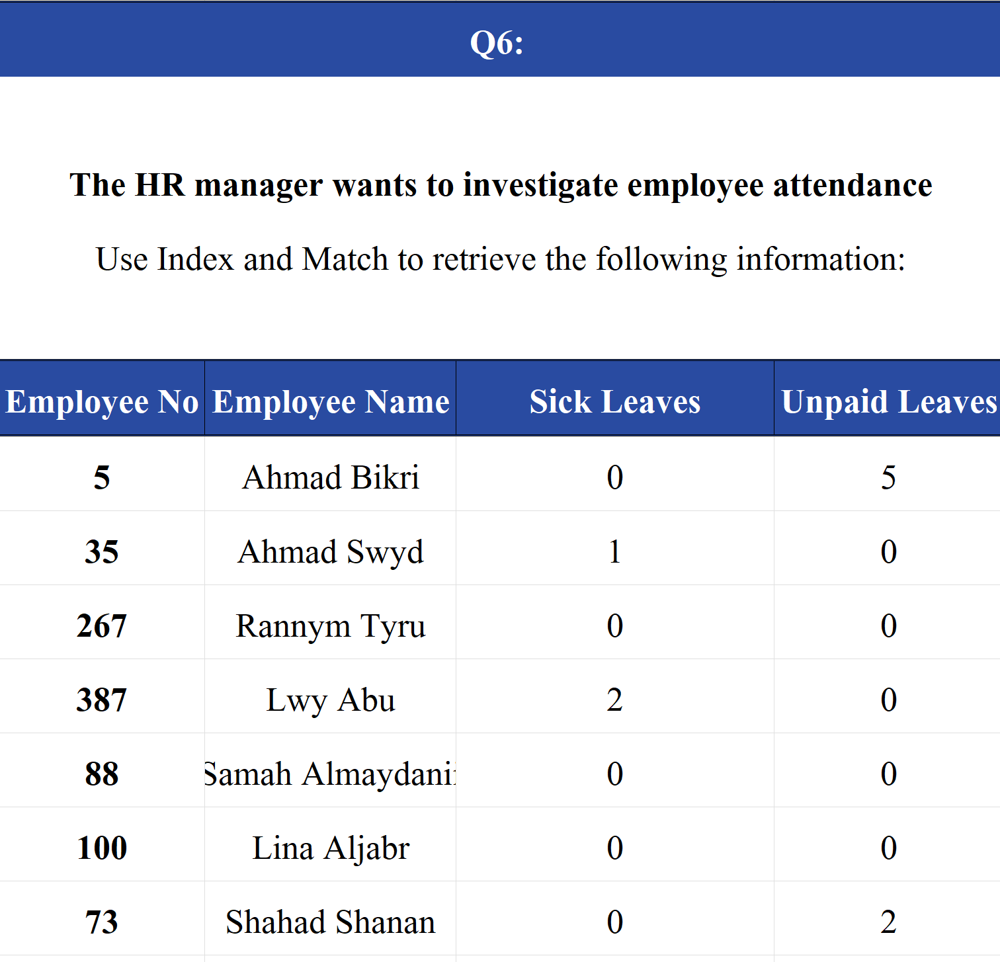 Q6:
The HR manager wants to investigate employee attendance
Use Index and Match to retrieve the following information:
Employee No Employee Name Sick Leaves Unpaid Leaves
5 Ahmad Bikri 0 5
35 Ahmad Swyd 1 0
267 Rannym Tyru 0 0
387 Lwy Abu 2 0
88 Samah Almaydanii 0 0
100 Lina Aljabr 0 0
73 Shahad Shanan 0 2